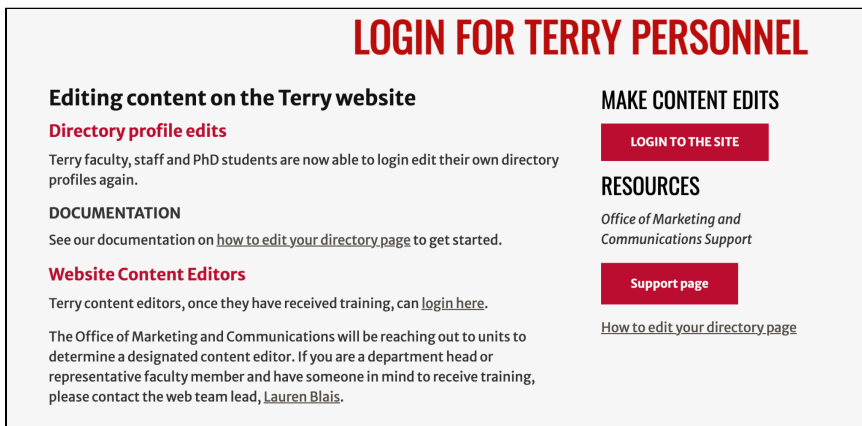 LOGIN FOR TERRY PERSONNEL
Editing content on the Terry website
Directory profile edits
Terry faculty, staff and PhD students are now able to login edit their own directory
profiles again.
DOCUMENTATION
See our documentation on how to edit your directory page to get started.
Website Content Editors
Terry content editors, once they have received training, can login here.
The Office of Marketing and Communications will be reaching out to units to
determine a designated content editor. If you are a department head or
representative faculty member and have someone in mind to receive training,
please contact the web team lead, Lauren Blais.
MAKE CONTENT EDITS
LOGIN TO THE SITE
RESOURCES
Office of Marketing and
Communications Support
Support page
How to edit your directory page